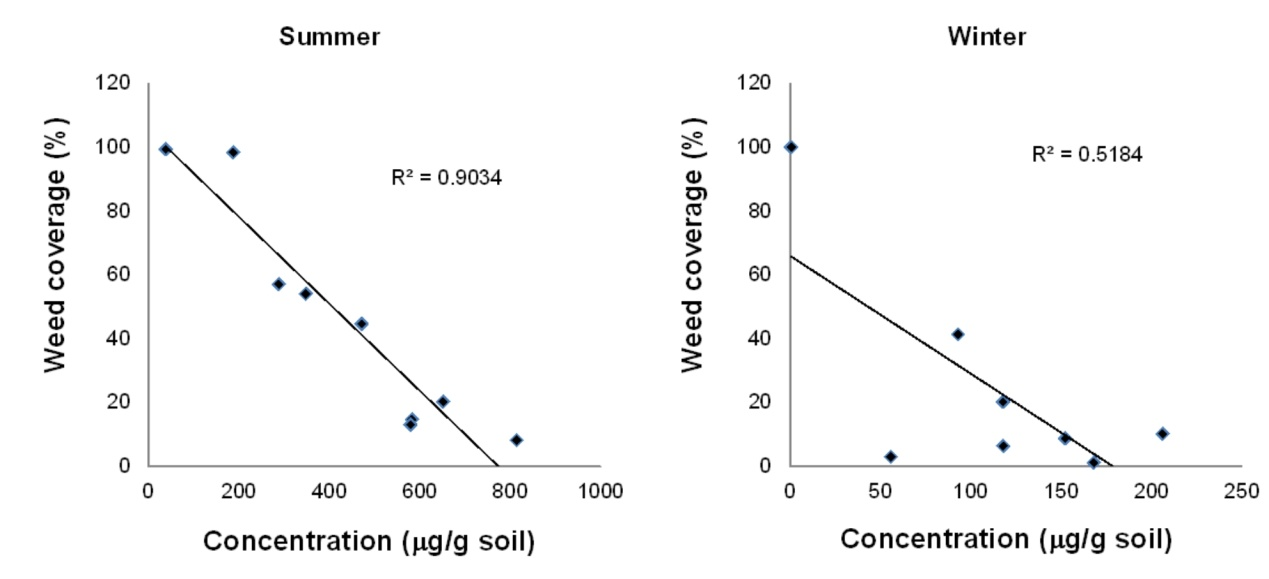 Summer
120
100
80
60
40
20
0
Weed coverage (%)
R² = 0.9034
0 200 400 600 800 1000
Concentration (µg/g soil)
Winter
120
100
80
60
40
20
0
Weed coverage (%)
R² = 0.5184
0 50 100 150 200 250
Concentration (µg/g soil)